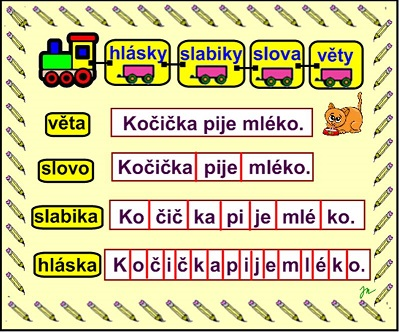 hlásky slabiky slova věty
věta Kočička pije mléko.
slovo Kočička pije mléko.
slabika Ko čič ka pi je mlé ko.
hláska K o č i č k a p i j e m l é k o.